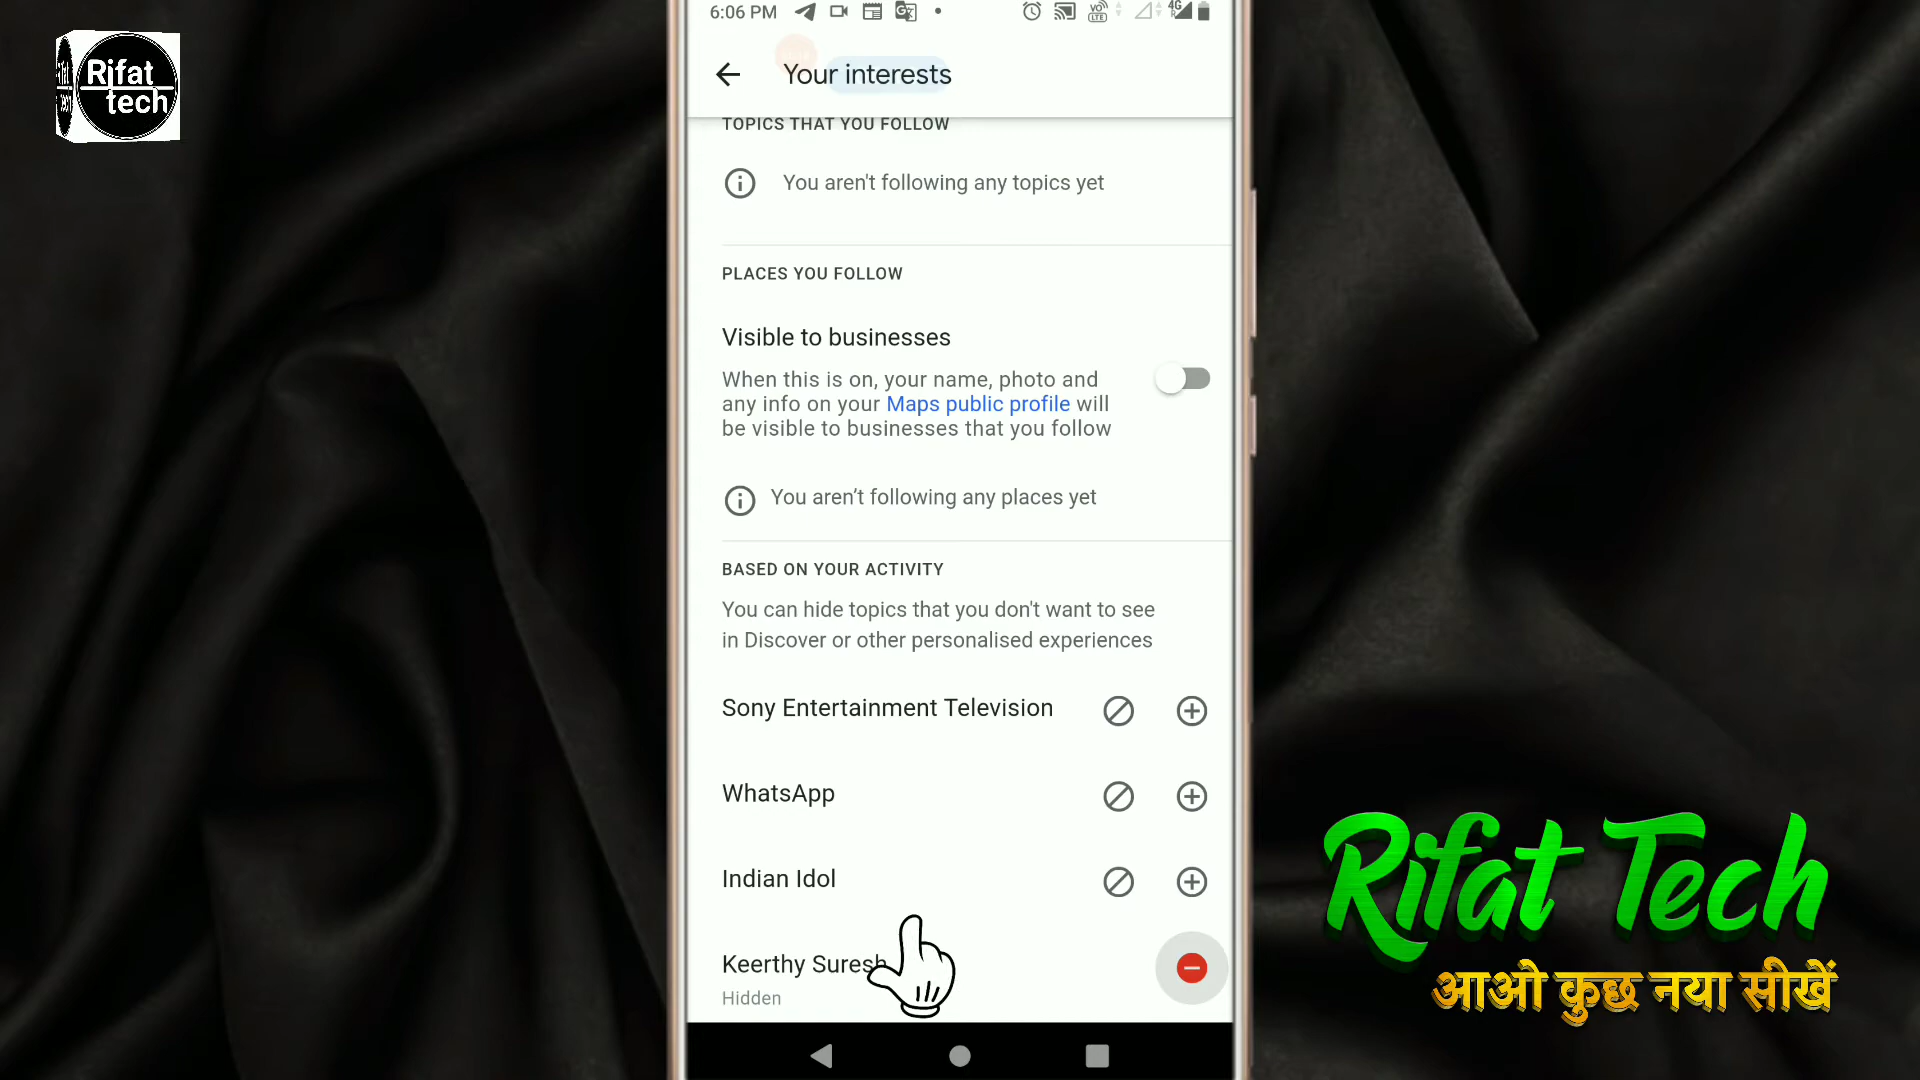 Rifat
tech
6:06 PM
4G
VO
LTE
Your interests
TOPICS THAT YOU FOLLOW
You aren't following any topics yet
PLACES YOU FOLLOW
Visible to businesses
When this is on, your name, photo and
any info on your Maps public profile will
be visible to businesses that you follow
You aren’t following any places yet
BASED ON YOUR ACTIVITY
You can hide topics that you don't want to see
in Discover or other personalised experiences
Sony Entertainment Television
WhatsApp
Indian Idol
Keerthy Suresh
Hidden
Rifat Tech
आओ कुछ नया सीखें